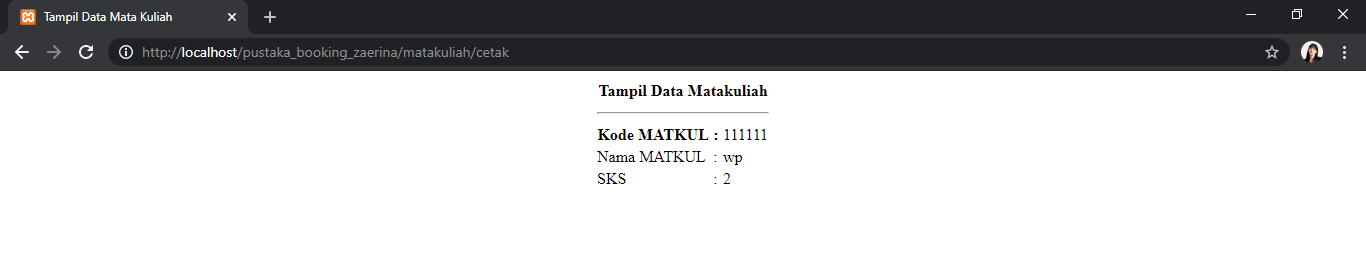 Tampil Data Mata Kuliah
http://localhost/pustaka_booking_zaerina/matakuliah/cetak
Tampil Data Matakuliah
Kode MATKUL : 111111
Nama MATKUL : wp
SKS : 2